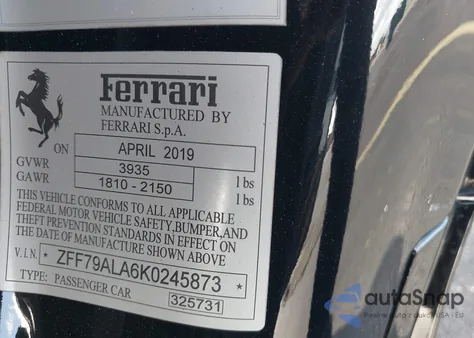 Ferrari
MANUFACTURED BY
FERRARI S.p.A.
ON APRIL 2019
GVWR 3935 lbs
GAWR 1810 - 2150 lbs
THIS VEHICLE CONFORMS TO ALL APPLICABLE
FEDERAL MOTOR VEHICLE SAFETY,BUMPER,AND
THEFT PREVENTION STANDARDS IN EFFECT ON
THE DATE OF MANUFACTURE SHOWN ABOVE
V.I.N. * ZFF79ALA6K0245873 *
TYPE: PASSENGER CAR 325731
autoSnap